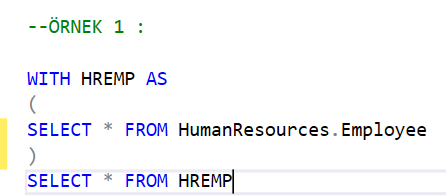 --ÖRNEK 1 :
WITH HREMP AS
(
SELECT * FROM HumanResources.Employee
)
SELECT * FROM HREMP